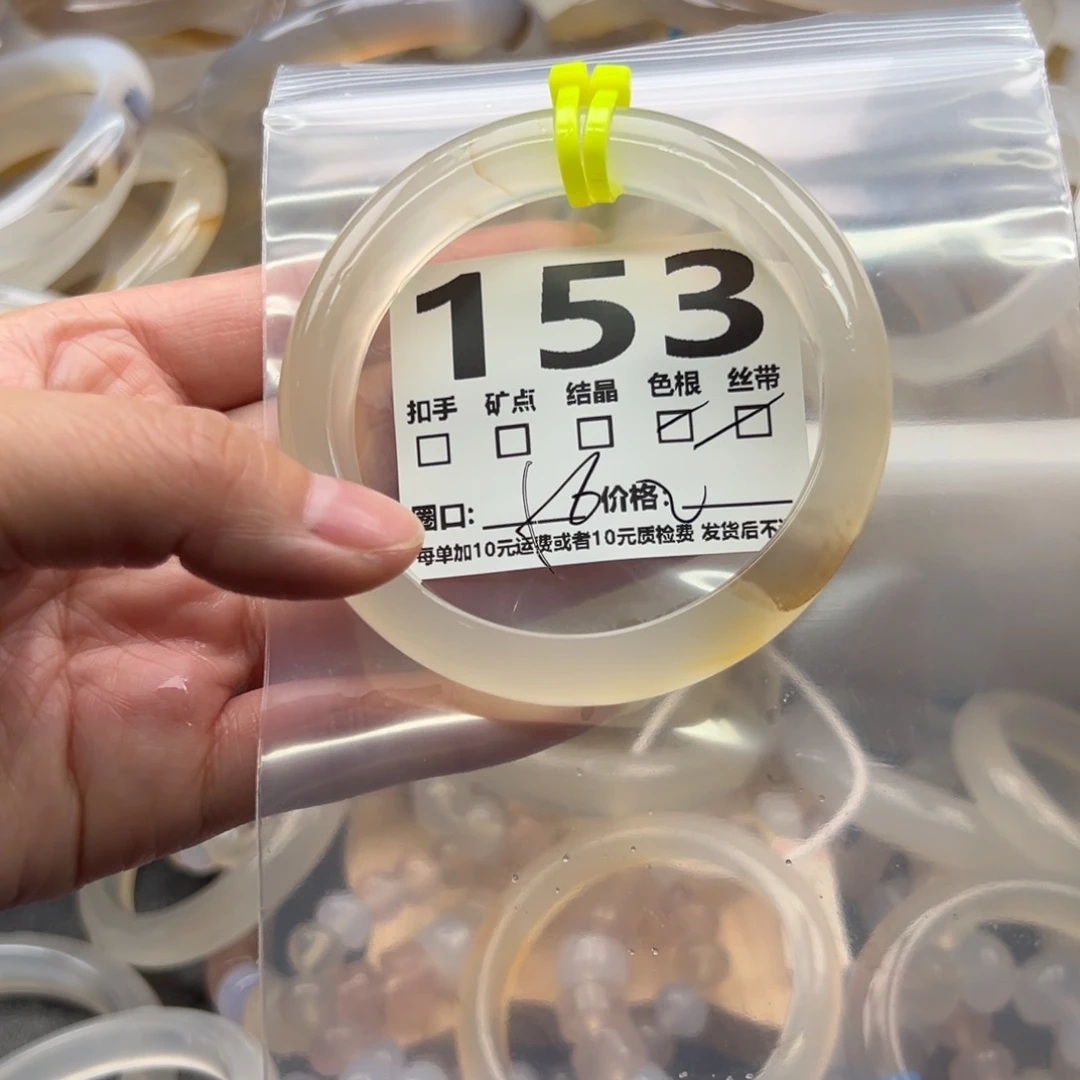 153
扣手 矿点 结晶 色根 丝带
圈口: 价格:
每单加10元运费或者10元质检费 发货后不